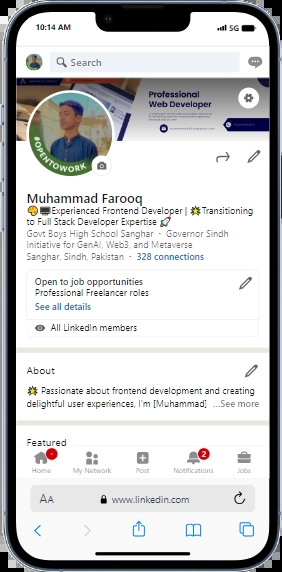 10:14 AM
5G
Search
Professional
Web Developer
#OPENTOWORK
Muhammad Farooq
Experienced Frontend Developer | 💥Transitioning
to Full Stack Developer Expertise 🚀
Govt Boys High School Sanghar · Governor Sindh
Initiative for GenAI, Web3, and Metaverse
Sanghar, Sindh, Pakistan · 328 connections
Open to job opportunities
Professional Freelancer roles
See all details
All LinkedIn members
About
💥 Passionate about frontend development and creating
delightful user experiences, I'm [Muhammad] ...See more
Featured
2
Home
My Network
Post
Notifications
Jobs
AA
www.linkedin.com